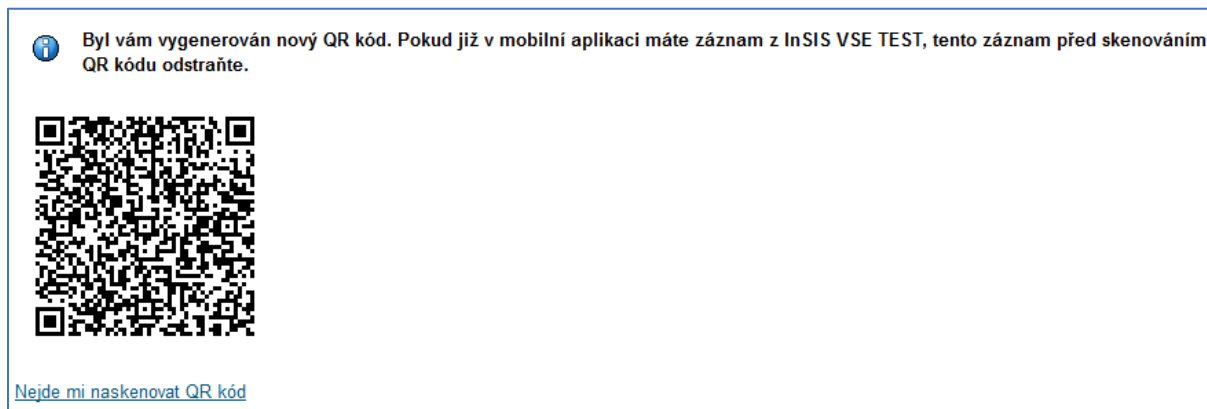 Byl vám vygenerován nový QR kód. Pokud již v mobilní aplikaci máte záznam z InSIS VSE TEST, tento záznam před skenováním
QR kódu odstraňte.
Nejde mi naskenovat QR kód